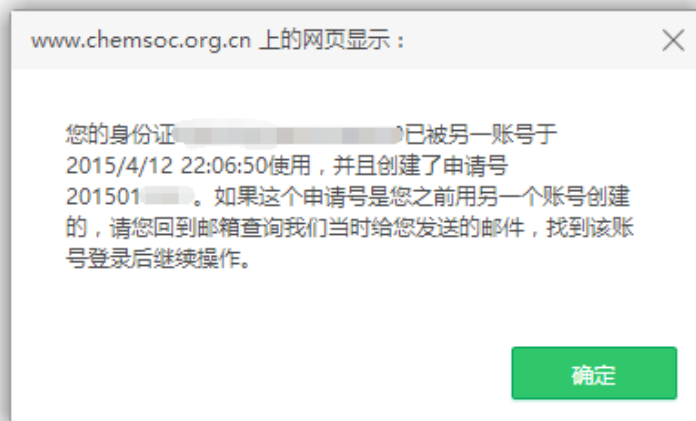 www.chemsoc.org.cn 上的网页显示：
您的身份证 已被另一账号于
2015/4/12 22:06:50使用，并且创建了申请号
201501 。如果这个申请号是您之前用另一个账号创建
的，请您回到邮箱查询我们当时给您发送的邮件，找到该账
号登录后继续操作。
确定